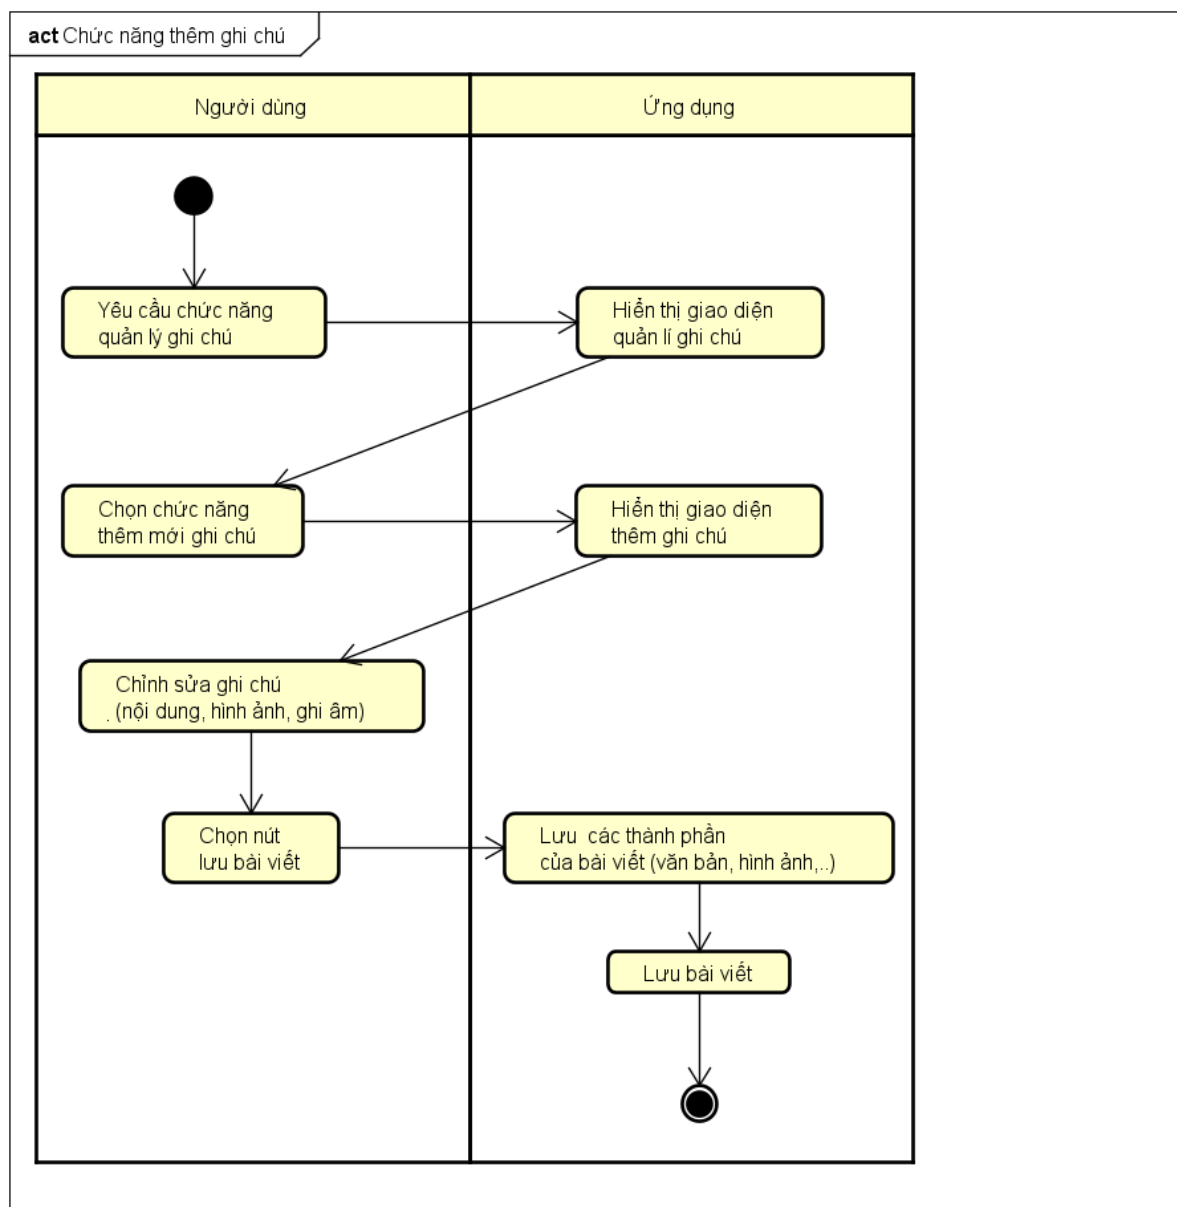 act Chức năng thêm ghi chú
Người dùng
Ứng dụng
Yêu cầu chức năng
quản lý ghi chú
Hiển thị giao diện
quản lí ghi chú
Chọn chức năng
thêm mới ghi chú
Hiển thị giao diện
thêm ghi chú
Chỉnh sửa ghi chú
. (nội dung, hình ảnh, ghi âm)
Chọn nút
lưu bài viết
Lưu  các thành phần
của bài viết (văn bản, hình ảnh,..)
Lưu bài viết